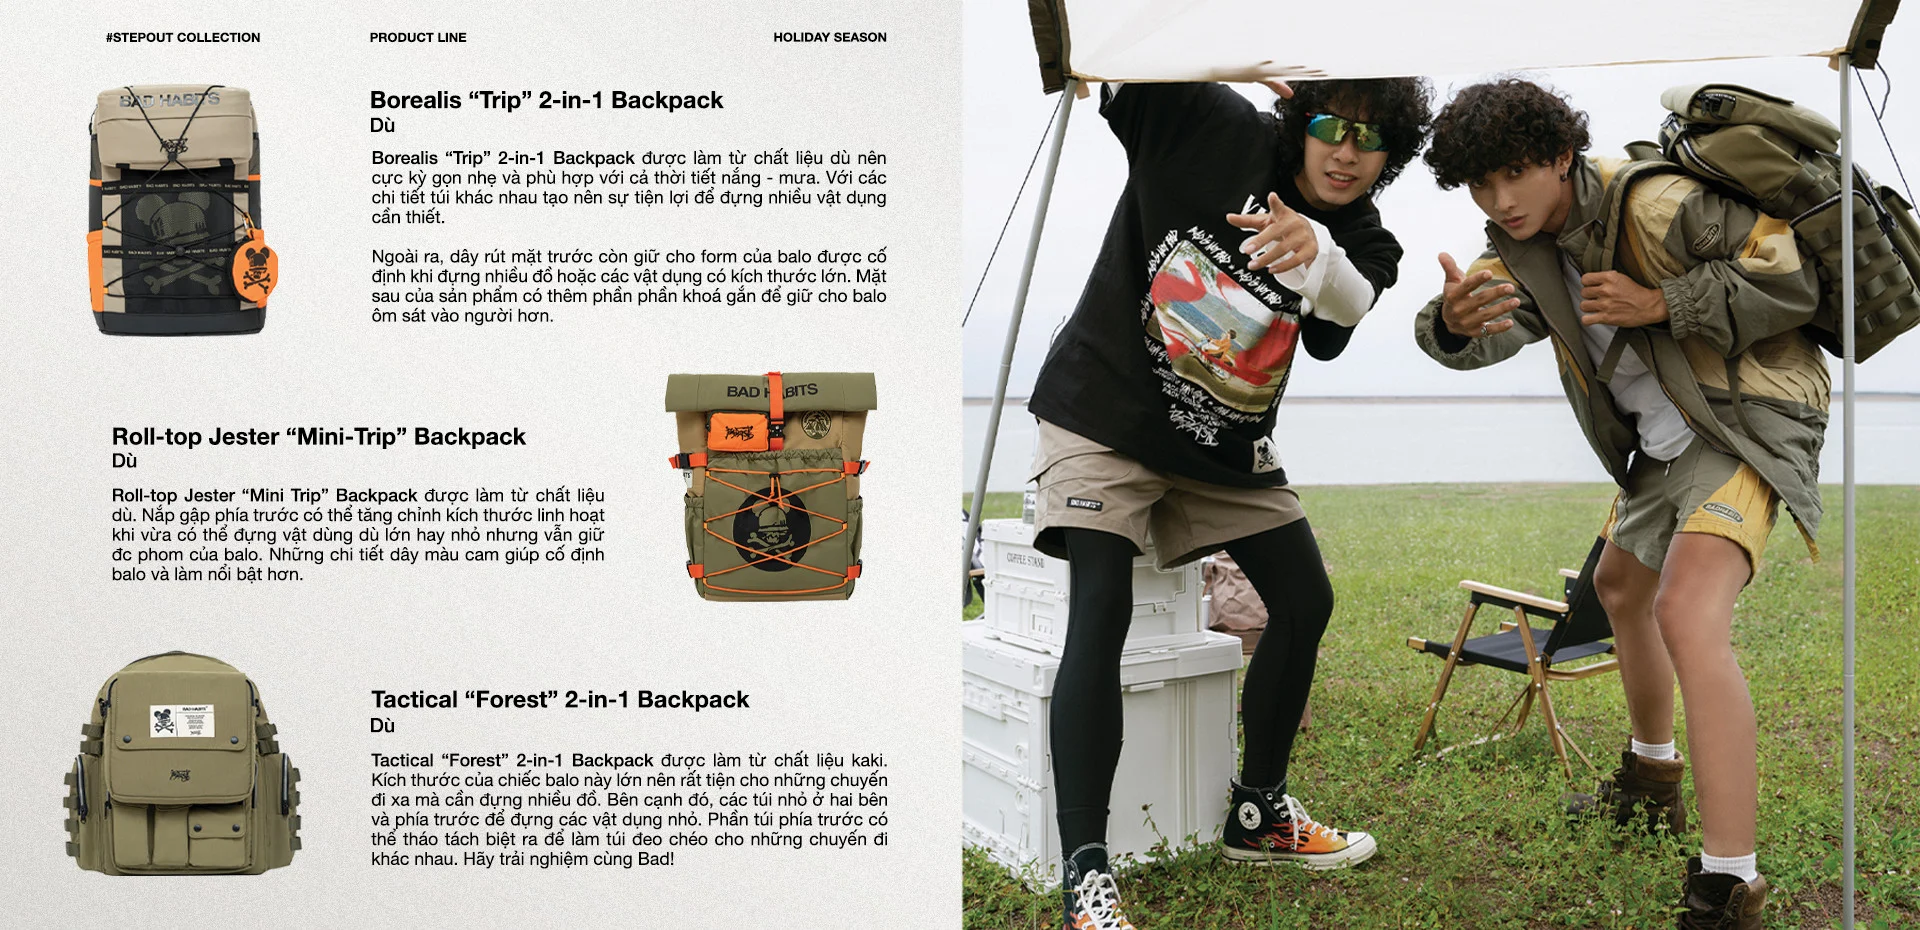 #STEPOUT COLLECTION
PRODUCT LINE
HOLIDAY SEASON
BAD HABITS
Borealis “Trip” 2-in-1 Backpack
Dù
Borealis “Trip” 2-in-1 Backpack được làm từ chất liệu dù nên
cực kỳ gọn nhẹ và phù hợp với cả thời tiết nắng - mưa. Với các
chi tiết túi khác nhau tạo nên sự tiện lợi để đựng nhiều vật dụng
cần thiết.
Ngoài ra, dây rút mặt trước còn giữ cho form của balo được cố
định khi đựng nhiều đồ hoặc các vật dụng có kích thước lớn. Mặt
sau của sản phẩm có thêm phần phần khoá gắn để giữ cho balo
ôm sát vào người hơn.
Roll-top Jester “Mini-Trip” Backpack
Dù
Roll-top Jester “Mini Trip” Backpack được làm từ chất liệu
dù. Nắp gập phía trước có thể tăng chỉnh kích thước linh hoạt
khi vừa có thể đựng vật dùng dù lớn hay nhỏ nhưng vẫn giữ
đc phom của balo. Những chi tiết dây màu cam giúp cố định
balo và làm nổi bật hơn.
BAD HABITS
BAD HABITS
Tactical “Forest” 2-in-1 Backpack
Dù
Tactical “Forest” 2-in-1 Backpack được làm từ chất liệu kaki.
Kích thước của chiếc balo này lớn nên rất tiện cho những chuyến
đi xa mà cần đựng nhiều đồ. Bên cạnh đó, các túi nhỏ ở hai bên
và phía trước để đựng các vật dụng nhỏ. Phần túi phía trước có
thể tháo tách biệt ra để làm túi đeo chéo cho những chuyến đi
khác nhau. Hãy trải nghiệm cùng Bad!
BAD HABITS
COFFEE STAND
BADHABITS